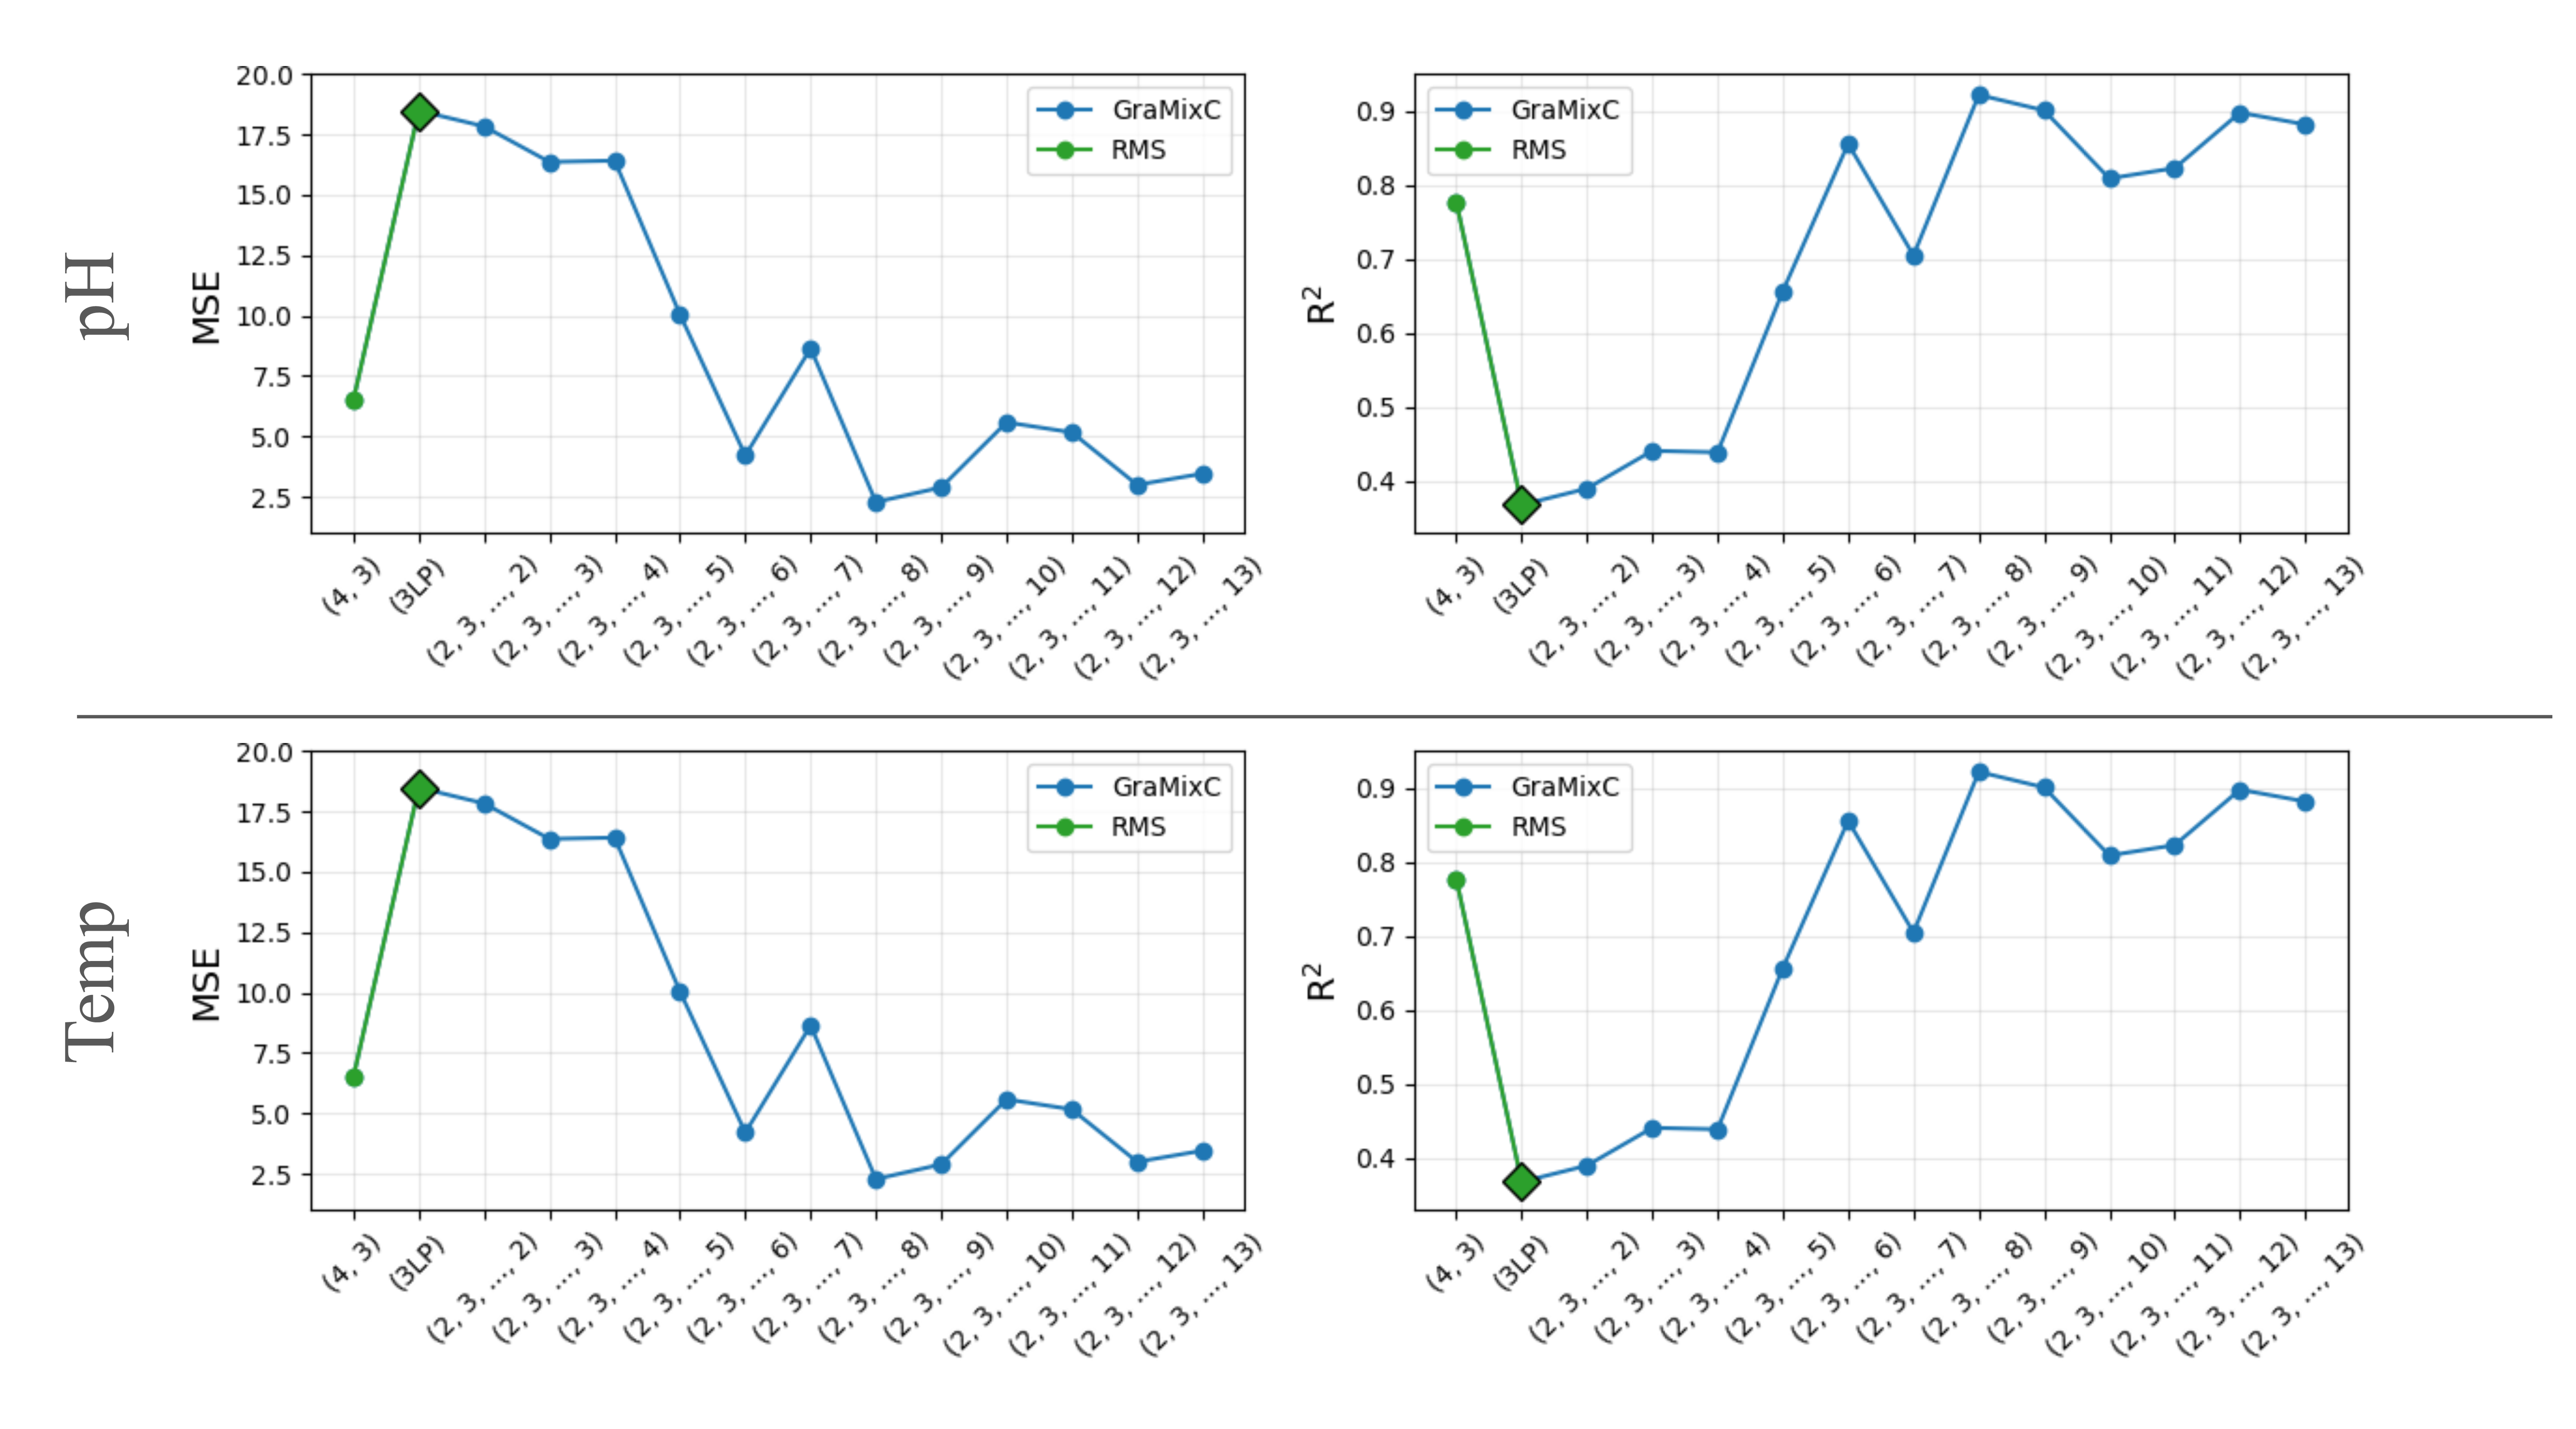 pH
MSE
20.0
17.5
15.0
12.5
10.0
7.5
5.0
2.5
GraMixC
RMS
(4, 3)
(3LP)
(2, 3, ..., 2)
(2, 3, ..., 3)
(2, 3, ..., 4)
(2, 3, ..., 5)
(2, 3, ..., 6)
(2, 3, ..., 7)
(2, 3, ..., 8)
(2, 3, ..., 9)
(2, 3, ..., 10)
(2, 3, ..., 11)
(2, 3, ..., 12)
(2, 3, ..., 13)
R²
0.9
0.8
0.7
0.6
0.5
0.4
GraMixC
RMS
(4, 3)
(3LP)
(2, 3, ..., 2)
(2, 3, ..., 3)
(2, 3, ..., 4)
(2, 3, ..., 5)
(2, 3, ..., 6)
(2, 3, ..., 7)
(2, 3, ..., 8)
(2, 3, ..., 9)
(2, 3, ..., 10)
(2, 3, ..., 11)
(2, 3, ..., 12)
(2, 3, ..., 13)
Temp
MSE
20.0
17.5
15.0
12.5
10.0
7.5
5.0
2.5
GraMixC
RMS
(4, 3)
(3LP)
(2, 3, ..., 2)
(2, 3, ..., 3)
(2, 3, ..., 4)
(2, 3, ..., 5)
(2, 3, ..., 6)
(2, 3, ..., 7)
(2, 3, ..., 8)
(2, 3, ..., 9)
(2, 3, ..., 10)
(2, 3, ..., 11)
(2, 3, ..., 12)
(2, 3, ..., 13)
R²
0.9
0.8
0.7
0.6
0.5
0.4
GraMixC
RMS
(4, 3)
(3LP)
(2, 3, ..., 2)
(2, 3, ..., 3)
(2, 3, ..., 4)
(2, 3, ..., 5)
(2, 3, ..., 6)
(2, 3, ..., 7)
(2, 3, ..., 8)
(2, 3, ..., 9)
(2, 3, ..., 10)
(2, 3, ..., 11)
(2, 3, ..., 12)
(2, 3, ..., 13)